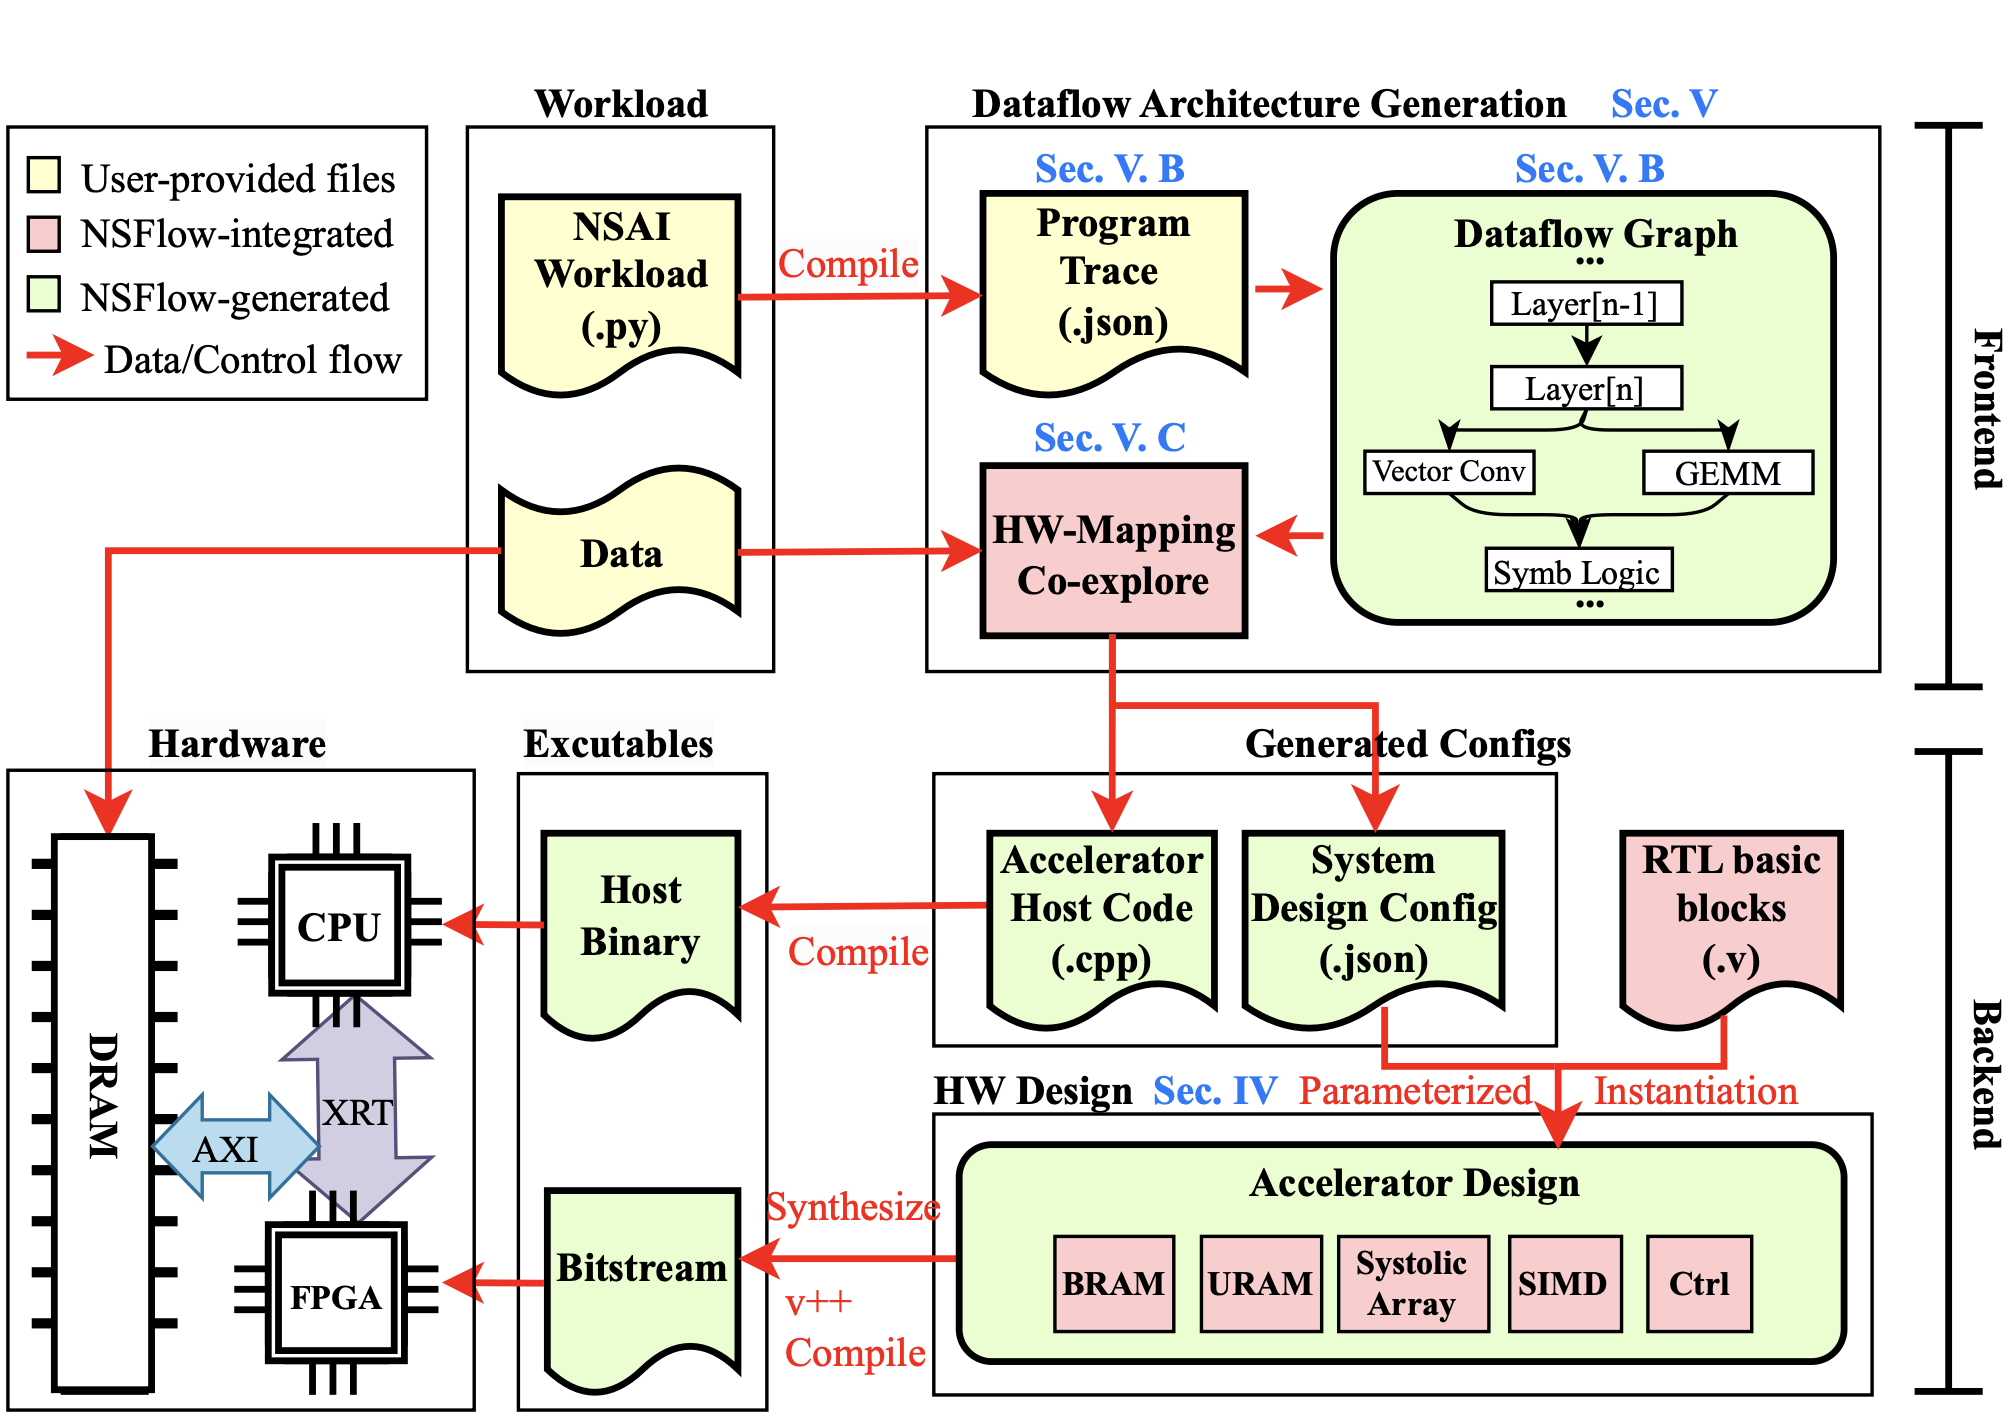 Workload
Dataflow Architecture Generation Sec. V
User-provided files
NSFlow-integrated
NSFlow-generated
Data/Control flow
NSAI
Workload
(.py)
Compile
Data
Sec. V. B
Program
Trace
(.json)
Sec. V. C
HW-Mapping
Co-explore
Sec. V. B
Dataflow Graph
...
Layer[n-1]
Layer[n]
Vector Conv
GEMM
Symb Logic
...
Frontend
Hardware
Excutables
Generated Configs
DRAM
CPU
XRT
AXI
FPGA
Host
Binary
Bitstream
Compile
Accelerator
Host Code
(.cpp)
System
Design Config
(.json)
RTL basic
blocks
(.v)
HW Design Sec. IV Parameterized Instantiation
Synthesize
v++
Compile
Accelerator Design
BRAM
URAM
Systolic
Array
SIMD
Ctrl
Backend